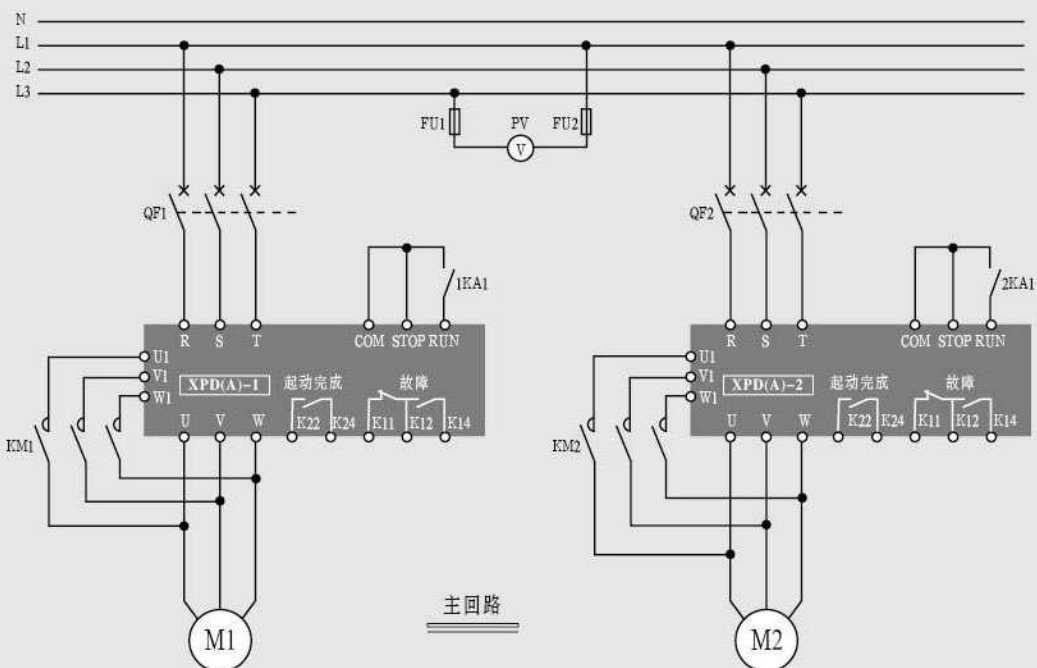 N
L1
L2
L3
FU1 PV FU2
V
QF1 QF2
1KA1 2KA1
R S T COM STOP RUN R S T COM STOP RUN
U1 U1
V1 XPD(A)-1 起动完成 故障 V1 XPD(A)-2 起动完成 故障
W1 W1
U V W K22 K24 K11 K12 K14 U V W K22 K24 K11 K12 K14
KM1 KM2
主回路
M1 M2